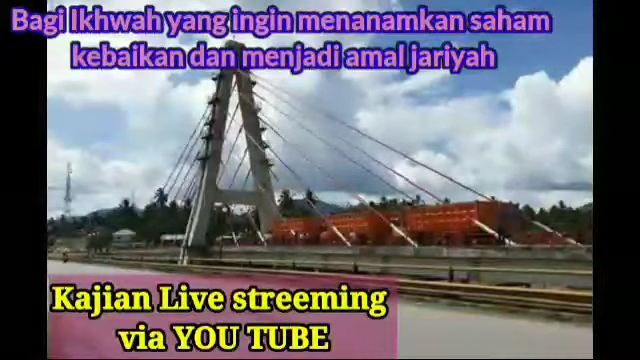 Bagi Ikhwah yang ingin menanamkan saham
kebaikan dan menjadi amal jariyah
Kajian Live streeming
via YOU TUBE